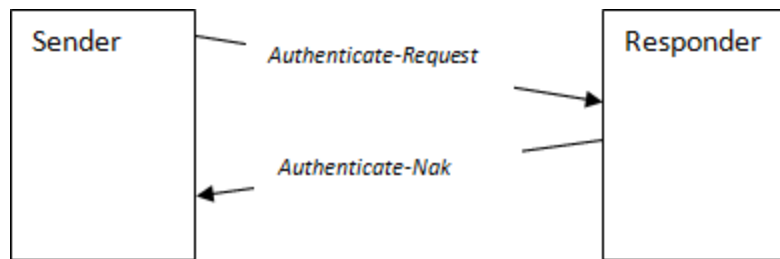 Sender
Responder
Authenticate-Request
Authenticate-Nak